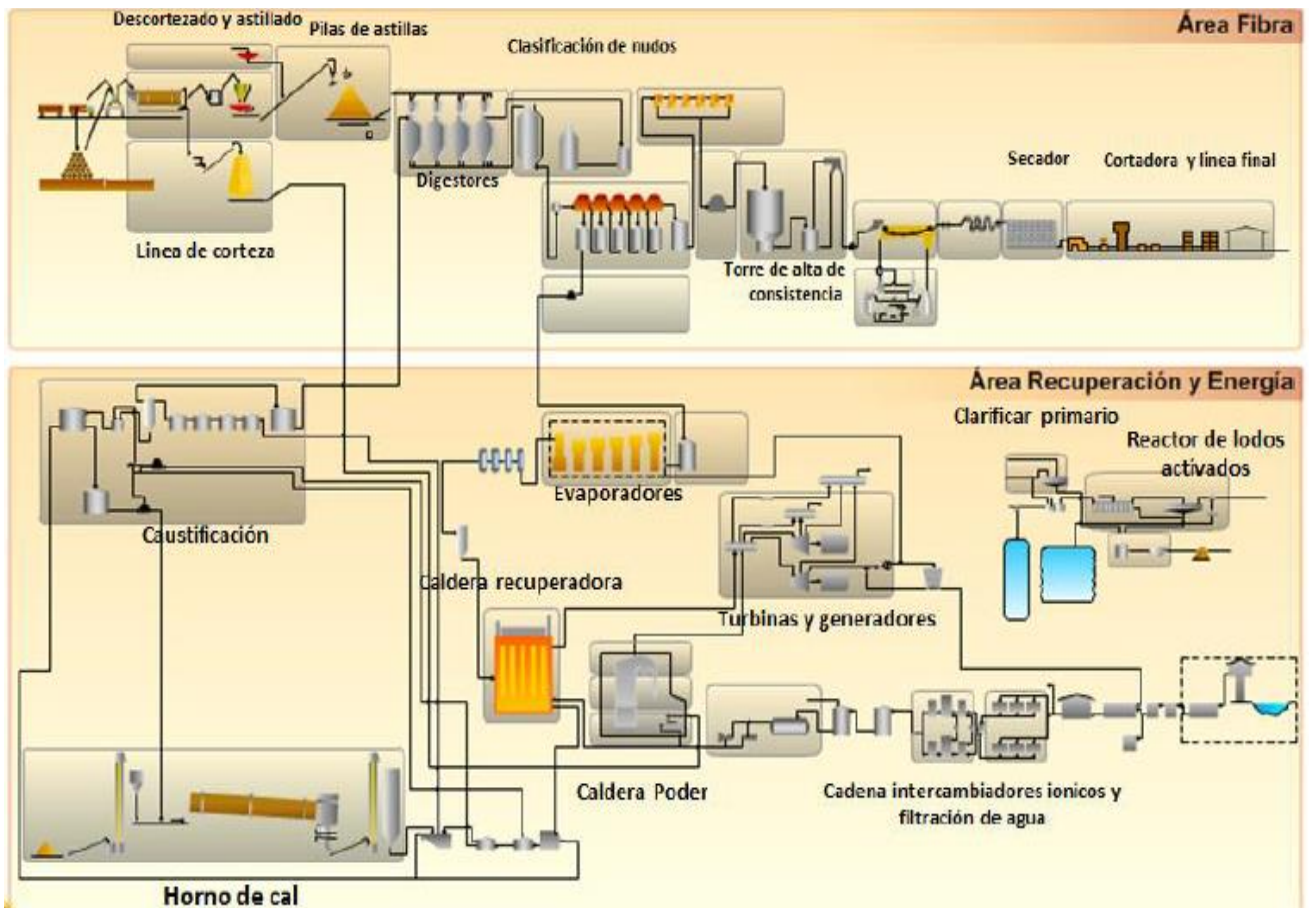 Área Fibra
Descortezado y astillado
Pilas de astillas
Clasificación de nudos
Digestores
Secador
Cortadora y linea final
Linea de corteza
Torre de alta de
consistencia
Área Recuperación y Energía
Clarificar primario
Reactor de lodos
activados
Evaporadores
Caustificación
Caldera recuperadora
Turbinas y generadores
Caldera Poder
Cadena intercambiadores ionicos y
filtración de agua
Horno de cal